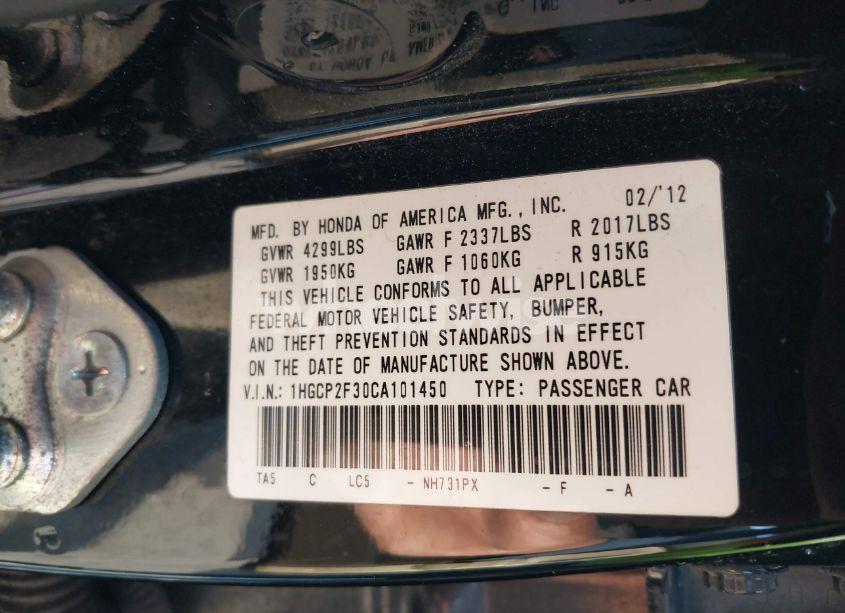 MFD. BY HONDA OF AMERICA MFG., INC. 02/'12
GVWR 4299LBS GAWR F 2337LBS R 2017LBS
GVWR 1950KG GAWR F 1060KG R 915KG
THIS VEHICLE CONFORMS TO ALL APPLICABLE
FEDERAL MOTOR VEHICLE SAFETY, BUMPER,
AND THEFT PREVENTION STANDARDS IN EFFECT
ON THE DATE OF MANUFACTURE SHOWN ABOVE.
V.I.N.: 1HGCP2F30CA101450 TYPE: PASSENGER CAR
TA5 C LC5 - NH731PX - F - A